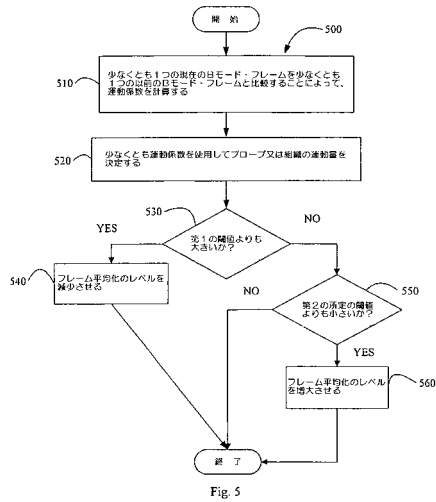 開 始
500
510
少なくとも１つの現在のBモード・フレームを少なくとも
１つの以前のBモード・フレームと比較することによって、
運動係数を計算する
520
少なくとも運動係数を使用してプローブ又は組織の運動量を
決定する
530
YES
NO
第１の閾値よりも
大きいか？
540
フレーム平均化のレベルを
減少させる
NO
550
第２の所定の閾値
よりも小さいか？
YES
フレーム平均化のレベル
を増大させる
560
終 了
Fig. 5